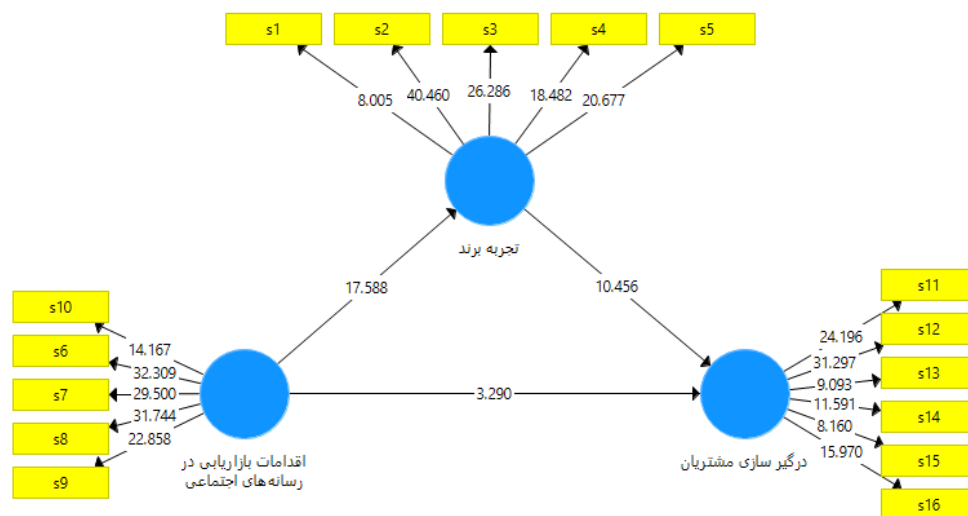 s1
s2
s3
s4
s5
8.005
40.460
26.286
18.482
20.677
تجربه برند
17.588
10.456
s10
s6
s7
s8
s9
14.167
32.309
29.500
31.744
22.858
اقدامات بازاریابی در
رسانه‌های اجتماعی
3.290
s11
s12
s13
s14
s15
s16
24.196
31.297
9.093
11.591
8.160
15.970
درگیر سازی مشتریان